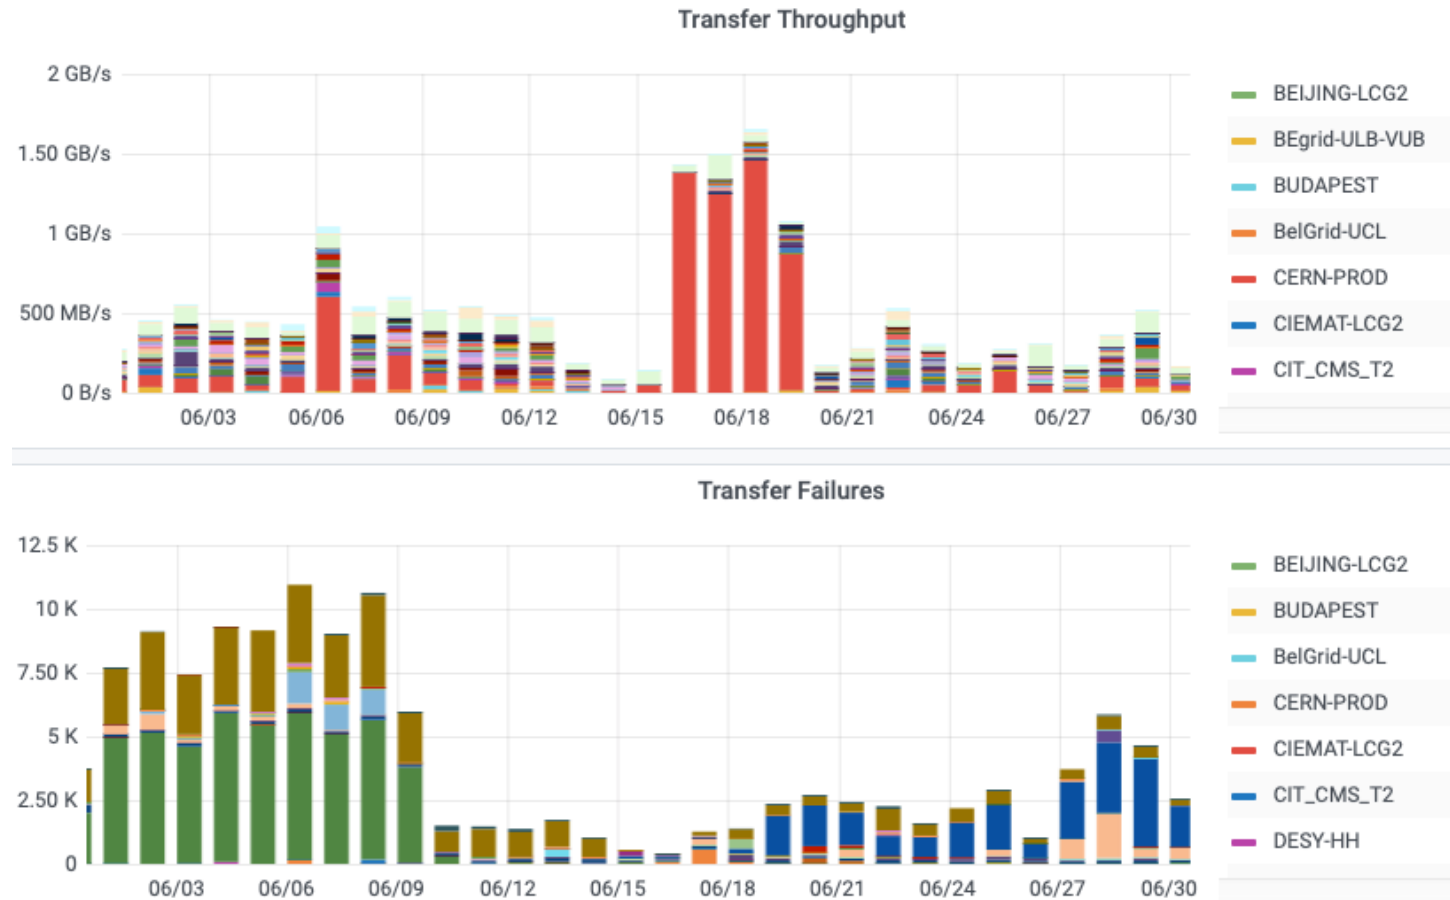 Transfer Throughput
2 GB/s
1.50 GB/s
1 GB/s
500 MB/s
0 B/s
06/03 06/06 06/09 06/12 06/15 06/18 06/21 06/24 06/27 06/30
BEIJING-LCG2
BEgrid-ULB-VUB
BUDAPEST
BelGrid-UCL
CERN-PROD
CIEMAT-LCG2
CIT_CMS_T2
Transfer Failures
12.5 K
10 K
7.50 K
5 K
2.50 K
0
06/03 06/06 06/09 06/12 06/15 06/18 06/21 06/24 06/27 06/30
BEIJING-LCG2
BUDAPEST
BelGrid-UCL
CERN-PROD
CIEMAT-LCG2
CIT_CMS_T2
DESY-HH